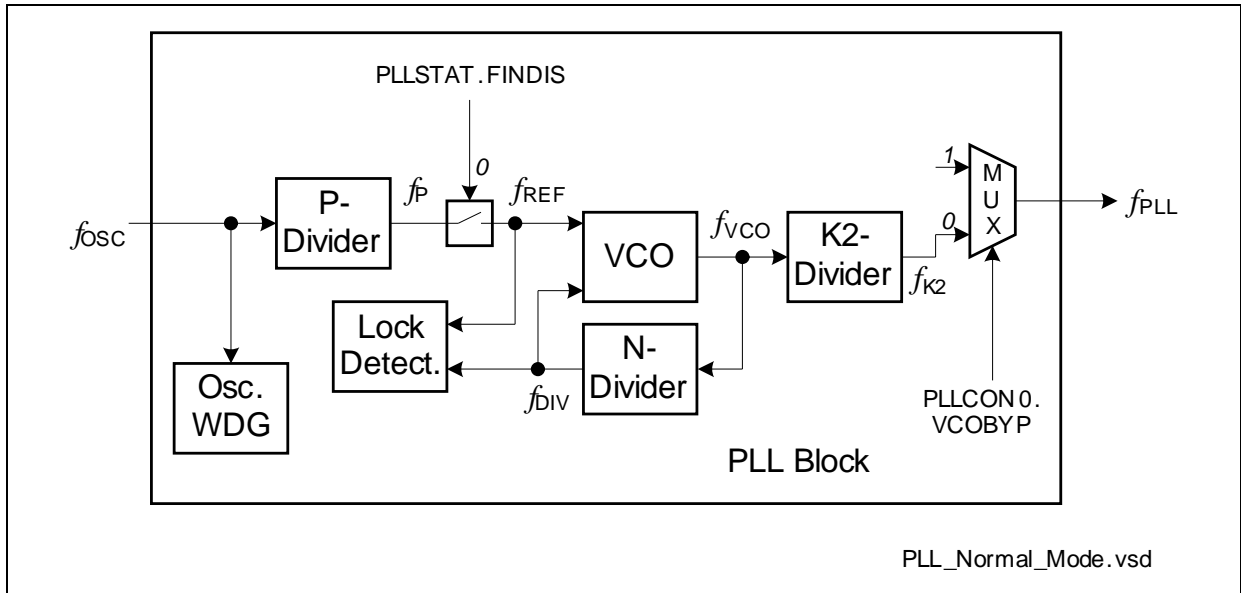 PLLSTAT.FINDIS
0
1
fP
fREF
P-
Divider
M
U
X
fOSC
fVCO
0
fPLL
VCO
K2-
Divider
fK2
Lock
Detect.
N-
Divider
fDIV
Osc.
WDG
PLLCON0.
VCOBYP
PLL Block
PLL_Normal_Mode.vsd